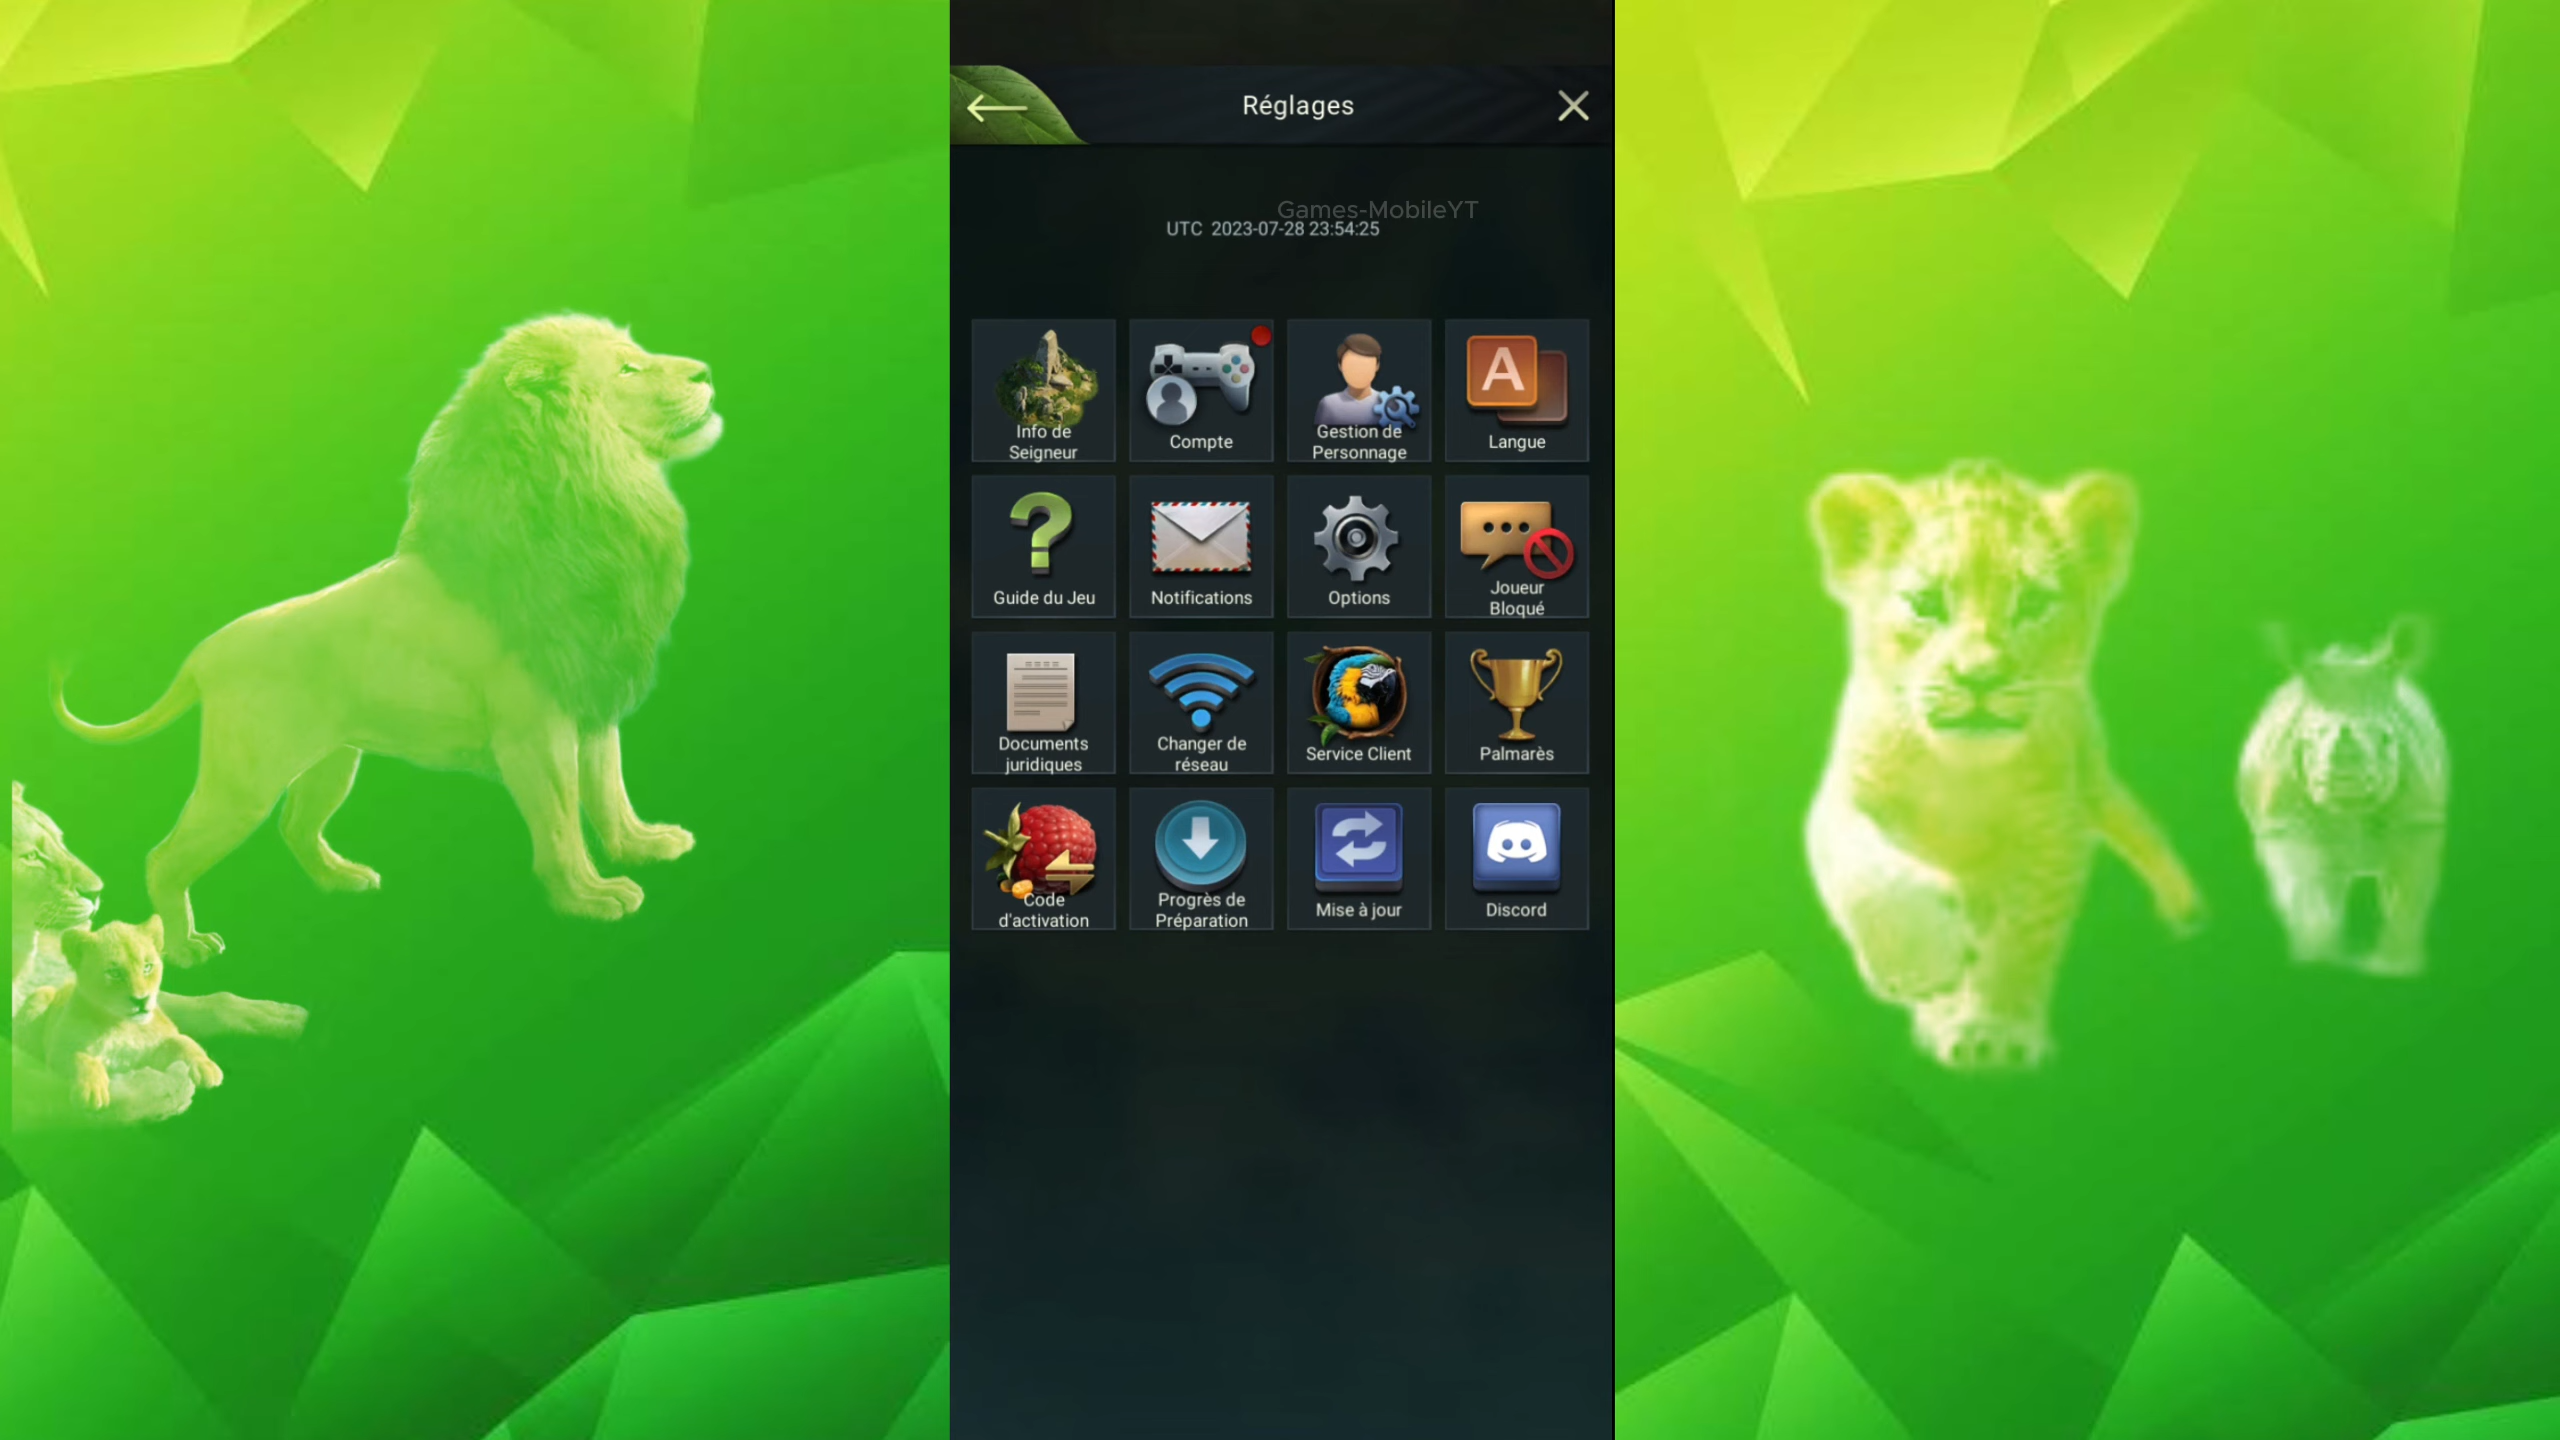 Réglages
Games-MobileYT
UTC 2023-07-28 23:54:25
Info de
Seigneur
Compte
Gestion de
Personnage
A
Langue
Guide du Jeu
Notifications
Options
Joueur
Bloqué
Documents
juridiques
Changer de
réseau
Service Client
Palmarès
Code
d'activation
Progrès de
Préparation
Mise à jour
Discord